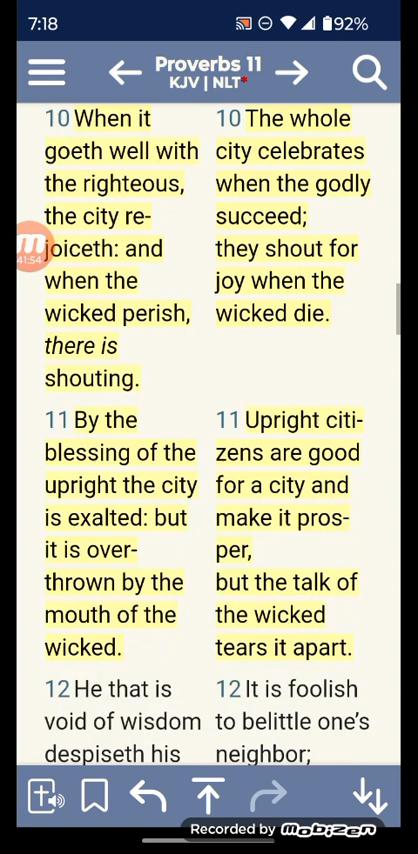 7:18
92%
Proverbs 11
KJV | NLT*
10 When it
goeth well with
the righteous,
the city re-
joiceth: and
when the
wicked perish,
there is
shouting.
11 By the
blessing of the
upright the city
is exalted: but
it is over-
thrown by the
mouth of the
wicked.
12 He that is
void of wisdom
despiseth his
10 The whole
city celebrates
when the godly
succeed;
they shout for
joy when the
wicked die.
11 Upright citi-
zens are good
for a city and
make it pros-
per,
but the talk of
the wicked
tears it apart.
12 It is foolish
to belittle one's
neighbor;
m
41:54
Recorded by mobizen